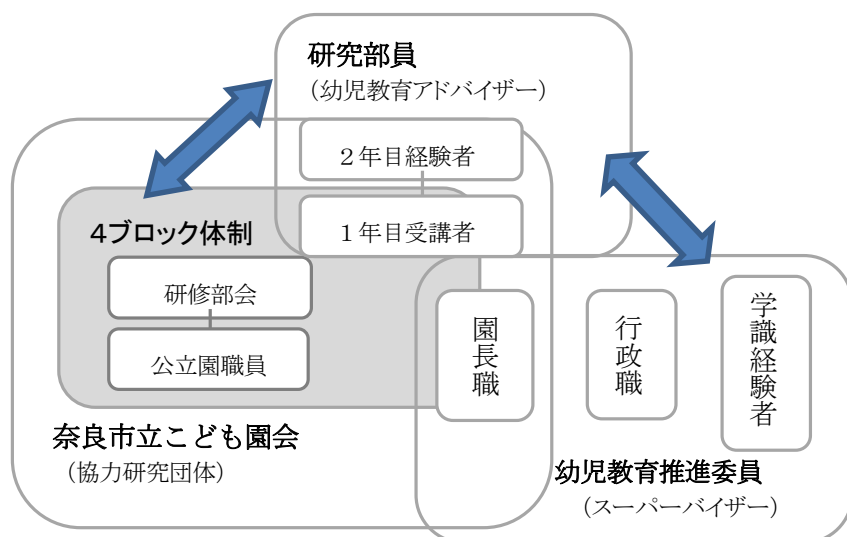 研究部員
（幼児教育アドバイザー）
２年目経験者
１年目受講者
４ブロック体制
研修部会
公立園職員
園長職
行政職
学識経験者
奈良市立こども園会
（協力研究団体）
幼児教育推進委員
（スーパーバイザー）